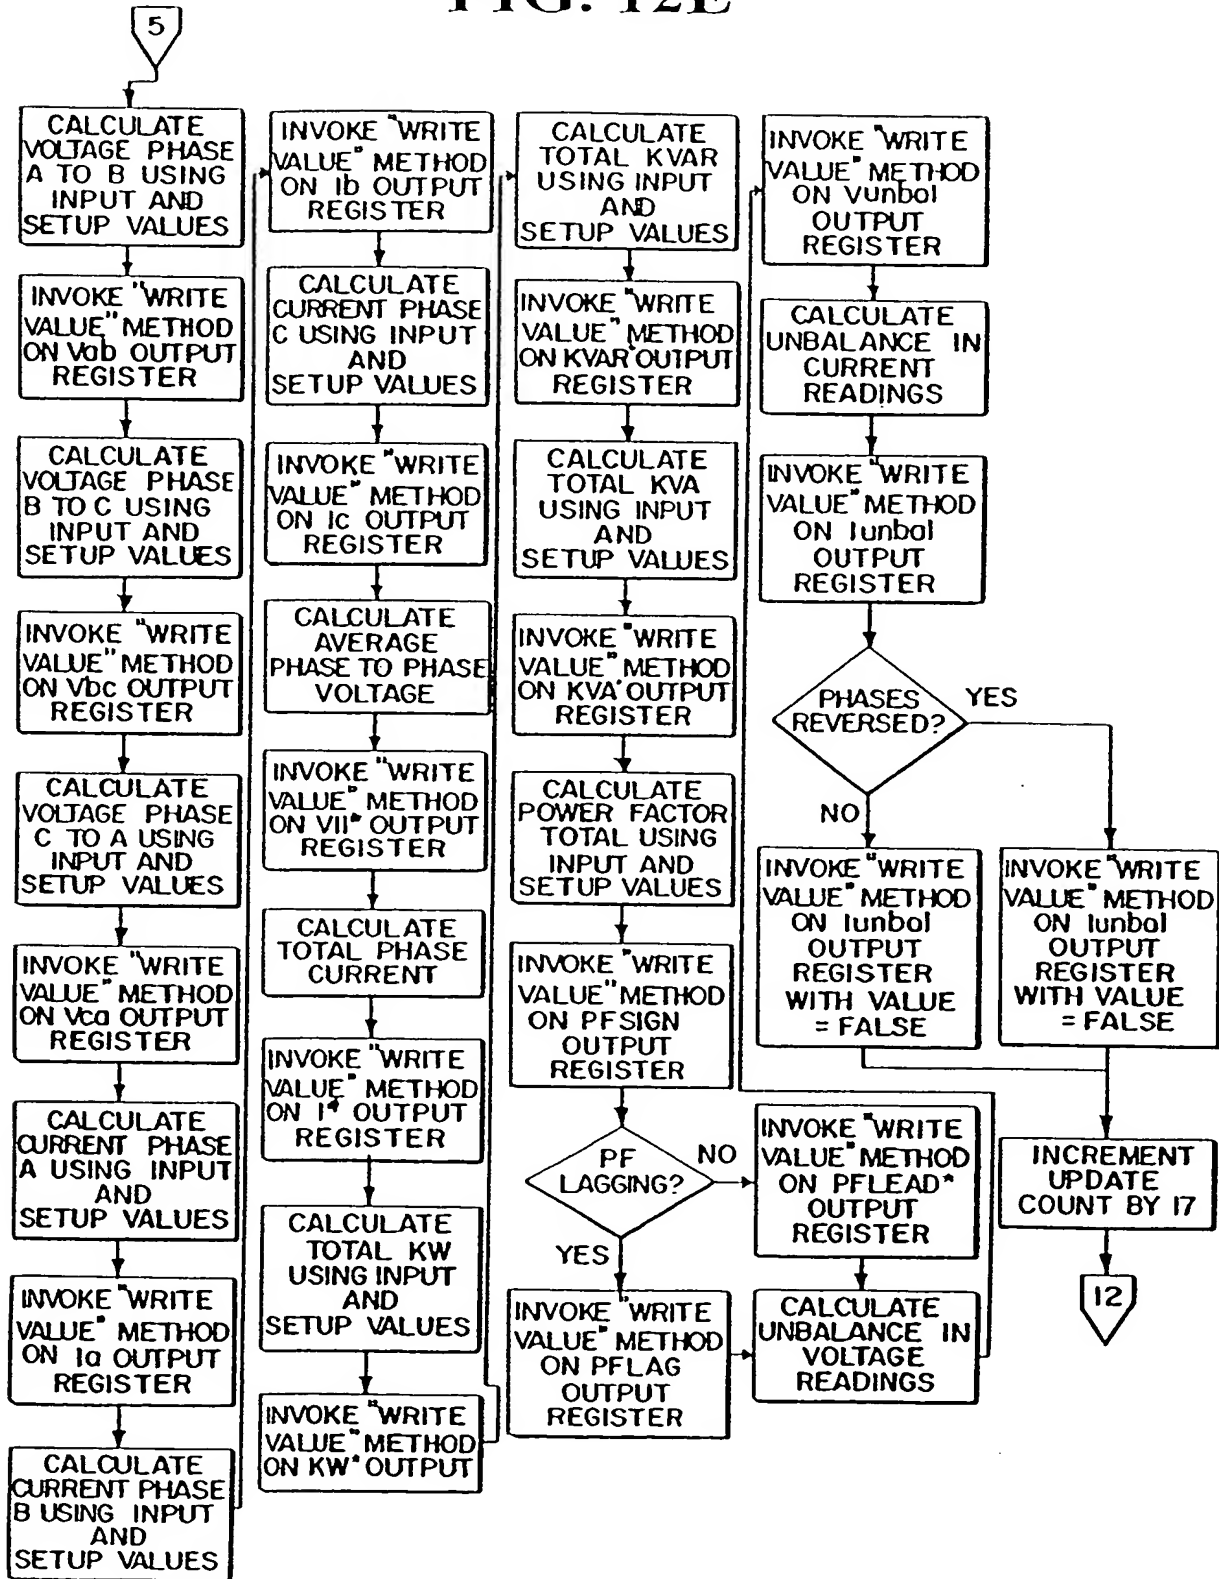 FIG. 12E
5
CALCULATE
VOLTAGE PHASE
A TO B USING
INPUT AND
SETUP VALUES
INVOKE "WRITE
VALUE" METHOD
ON Vab OUTPUT
REGISTER
CALCULATE
VOLTAGE PHASE
B TO C USING
INPUT AND
SETUP VALUES
INVOKE "WRITE
VALUE" METHOD
ON Vbc OUTPUT
REGISTER
CALCULATE
VOLTAGE PHASE
C TO A USING
INPUT AND
SETUP VALUES
INVOKE "WRITE
VALUE" METHOD
ON Vca OUTPUT
REGISTER
CALCULATE
CURRENT PHASE
A USING INPUT
AND
SETUP VALUES
INVOKE "WRITE
VALUE" METHOD
ON Ia OUTPUT
REGISTER
CALCULATE
CURRENT PHASE
B USING INPUT
AND
SETUP VALUES
INVOKE "WRITE
VALUE" METHOD
ON Ib OUTPUT
REGISTER
CALCULATE
CURRENT PHASE
C USING INPUT
AND
SETUP VALUES
INVOKE "WRITE
VALUE" METHOD
ON Ic OUTPUT
REGISTER
CALCULATE
AVERAGE
PHASE TO PHASE
VOLTAGE
INVOKE "WRITE
VALUE" METHOD
ON Vll* OUTPUT
REGISTER
CALCULATE
TOTAL PHASE
CURRENT
INVOKE "WRITE
VALUE" METHOD
ON I* OUTPUT
REGISTER
CALCULATE
TOTAL KW
USING INPUT
AND
SETUP VALUES
INVOKE "WRITE
VALUE" METHOD
ON KW* OUTPUT
CALCULATE
TOTAL KVAR
USING INPUT
AND
SETUP VALUES
INVOKE "WRITE
VALUE" METHOD
ON KVAR* OUTPUT
REGISTER
CALCULATE
TOTAL KVA
USING INPUT
AND
SETUP VALUES
INVOKE "WRITE
VALUE" METHOD
ON KVA* OUTPUT
REGISTER
CALCULATE
POWER FACTOR
TOTAL USING
INPUT AND
SETUP VALUES
INVOKE "WRITE
VALUE" METHOD
ON PFSIGN
OUTPUT
REGISTER
PF
LAGGING?
NO
YES
INVOKE "WRITE
VALUE" METHOD
ON PFLAG
OUTPUT
REGISTER
INVOKE "WRITE
VALUE" METHOD
ON PFLEAD*
OUTPUT
REGISTER
CALCULATE
UNBALANCE IN
VOLTAGE
READINGS
INVOKE "WRITE
VALUE" METHOD
ON Vunbal
OUTPUT
REGISTER
CALCULATE
UNBALANCE IN
CURRENT
READINGS
INVOKE "WRITE
VALUE" METHOD
ON Iunbal
OUTPUT
REGISTER
PHASES
REVERSED?
YES
NO
INVOKE "WRITE
VALUE" METHOD
ON Iunbal
OUTPUT
REGISTER
WITH VALUE
= FALSE
INVOKE "WRITE
VALUE" METHOD
ON Iunbal
OUTPUT
REGISTER
WITH VALUE
= FALSE
INCREMENT
UPDATE
COUNT BY 17
12